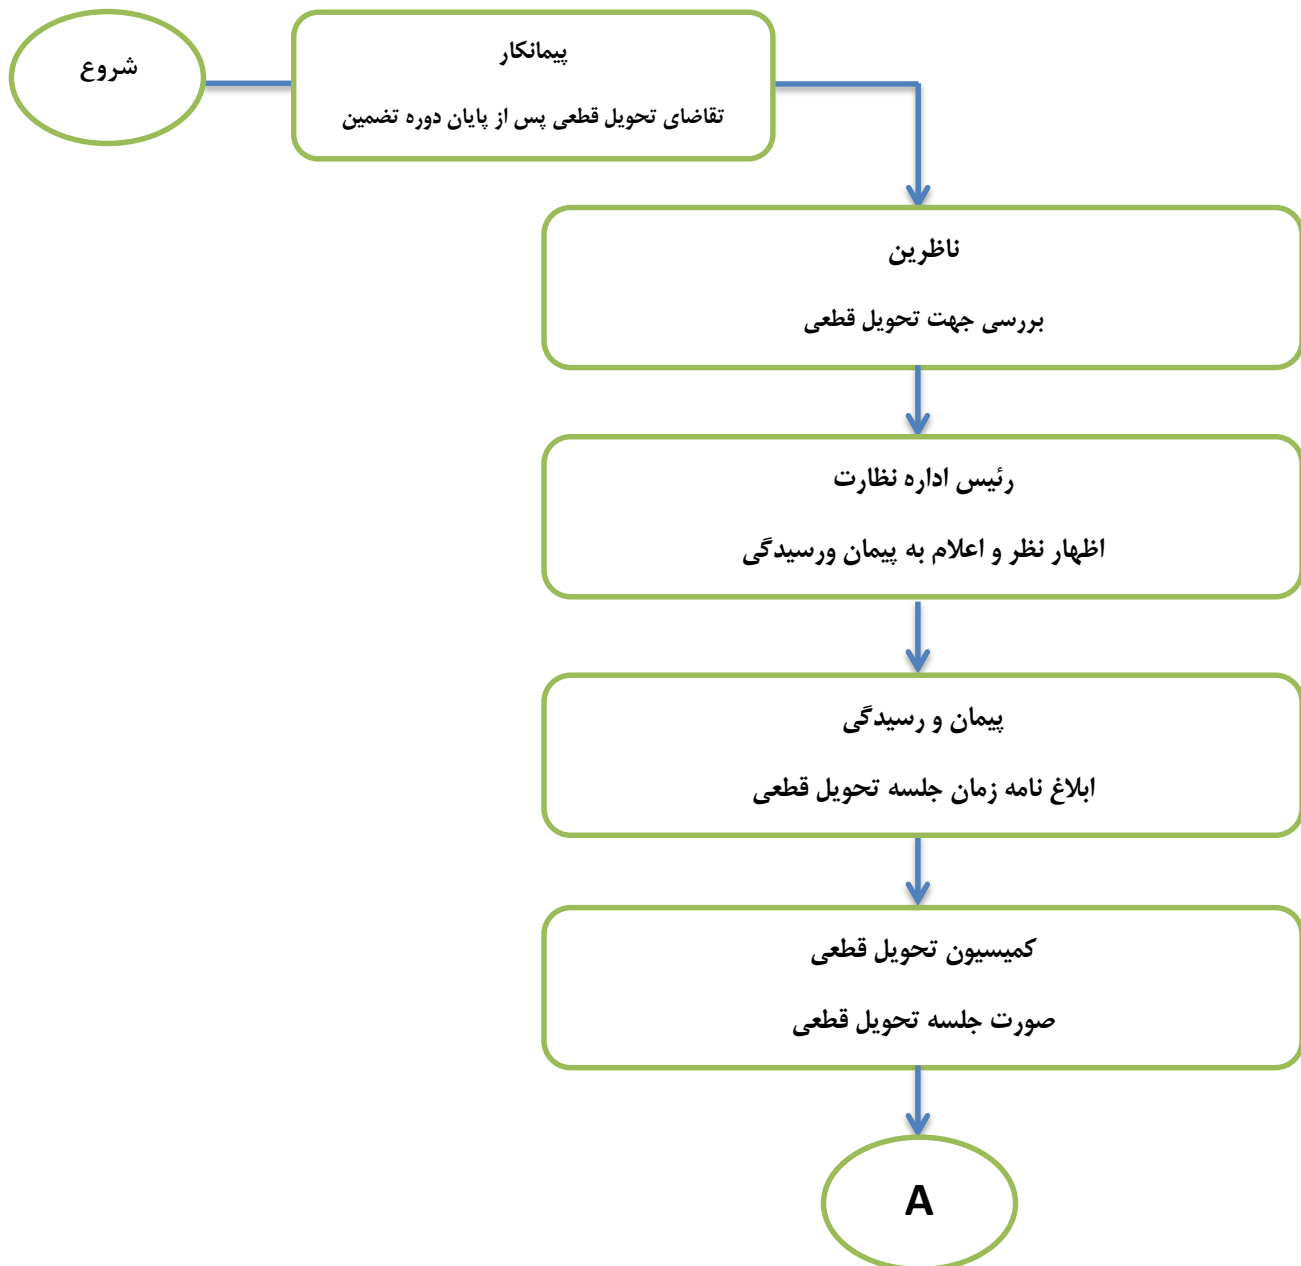 شروع
پیمانکار
تقاضای تحویل قطعی پس از پایان دوره تضمین
ناظرین
بررسی جهت تحویل قطعی
رئیس اداره نظارت
اظهار نظر و اعلام به پیمان ورسیدگی
پیمان و رسیدگی
ابلاغ نامه زمان جلسه تحویل قطعی
کمیسیون تحویل قطعی
صورت جلسه تحویل قطعی
A